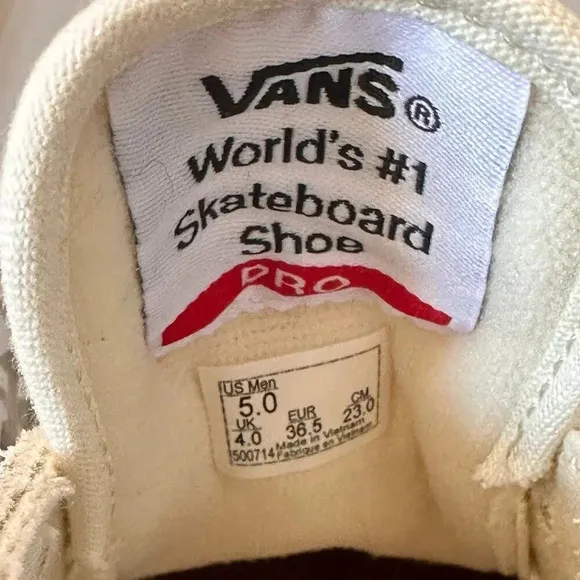 VANS®
World's #1
Skateboard
Shoe
PRO
US Men
5.0
UK
4.0
EUR
36.5
CM
23.0
500714
Made in Vietnam
Fabriqué en Vietnam